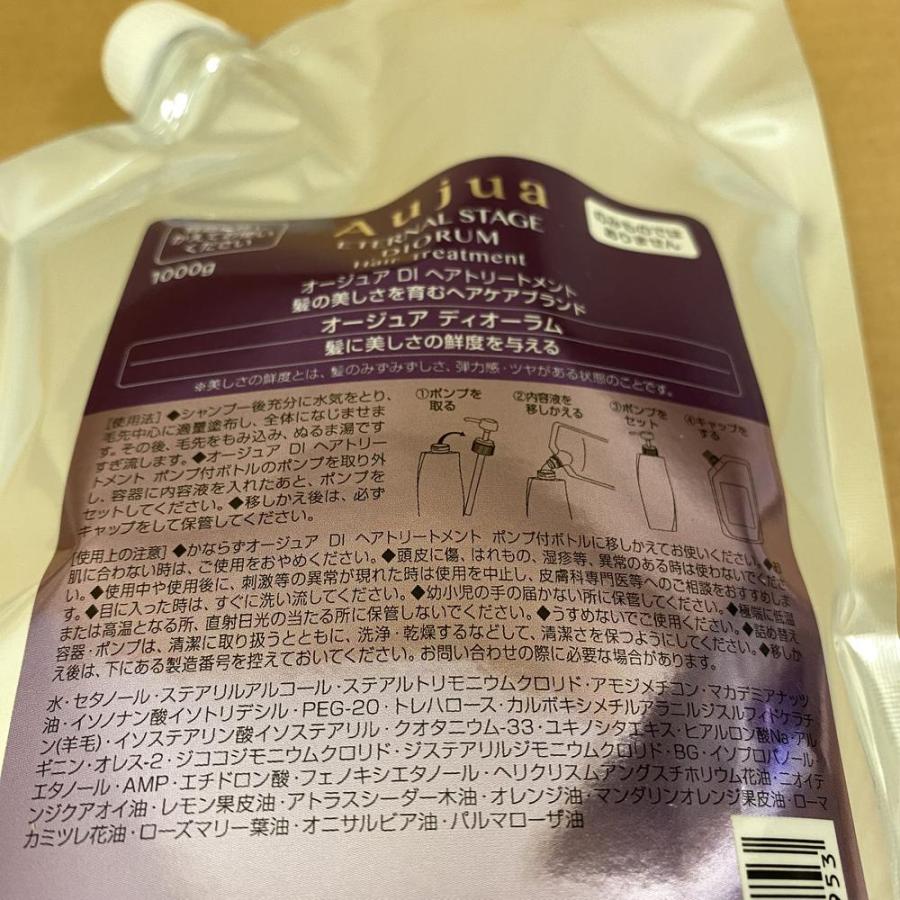 Aujua
のみものでは
ありません
ETERNAL STAGE
DIORUM
Hair Treatment
ください
1000g
オージュア DI ヘアトリートメント
髪の美しさを育むヘアケアブランド
オージュア ディオーラム
髪に美しさの鮮度を与える
※美しさの鮮度とは、髪のみずみずしさ、弾力感・ツヤがある状態のことです。
[使用法]◆シャンプー後充分に水気をとり、
毛先中心に適量塗布し、全体になじませま
す。その後、毛先をもみ込み、ぬるま湯です
すぎ流します。◆オージュア DI ヘアトリー
トメント ポンプ付ボトルのポンプを取り外
し、容器に内容液を入れたあと、ポンプを
セットしてください。◆移しかえ後は、必ず
キャップをして保管してください。
①ポンプを
取る
②内容液を
移しかえる
③ポンプを
セット
④キャップを
する
[使用上の注意]◆かならずオージュア DI ヘアトリートメント ポンプ付ボトルに移しかえてお使いください。◆お
肌に合わない時は、ご使用をおやめください。◆頭皮に傷、はれもの、湿疹等、異常のある時は使わないでくださ
い。◆使用中や使用後に、刺激等の異常が現れた時は使用を中止し、皮膚科専門医等へのご相談をおすすめしま
す。◆目に入った時は、すぐに洗い流してください。◆幼小児の手の届かない所に保管してください。◆極端に低温
または高温となる所、直射日光の当たる所に保管しないでください。◆うすめないでご使用ください。◆詰め替え
容器・ポンプは、清潔に取り扱うとともに、洗浄・乾燥するなどして、清潔さを保つようにしてください。◆移しか
え後は、下にある製造番号を控えておいてください。お問い合わせの際に必要な場合があります。
水・セタノール・ステアリルアルコール・ステアルトリモニウムクロリド・アモジメチコン・マカデミアナッツ
油・イソノナン酸イソトリデシル・PEG-20・トレハロース・カルボキシメチルアラニルジスルフィドケラチ
ン(羊毛)・イソステアリン酸イソステアリル・クオタニウム-33・ユキノシタエキス・ヒアルロン酸Na・アル
ギニン・オレス-2・ジココジモニウムクロリド・ジステアリルジモニウムクロリド・BG・イソプロパノール・
エタノール・AMP・エチドロン酸・フェノキシエタノール・ヘリクリスムアングスチホリウム花油・ニオイテ
ンジクアオイ油・レモン果皮油・アトラスシーダー木油・オレンジ油・マンダリンオレンジ果皮油・ローマ
カミツレ花油・ローズマリー葉油・オニサルビア油・パルマローザ油